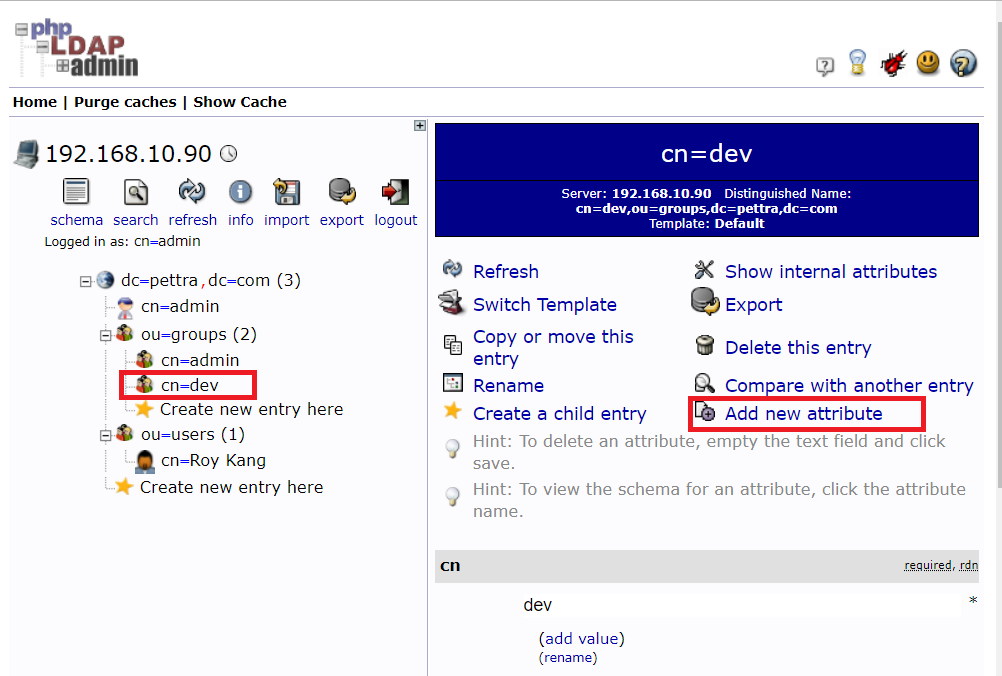 php
LDAP
admin
Home | Purge caches | Show Cache
192.168.10.90
schema search refresh info import export logout
Logged in as: cn=admin
dc=pettra,dc=com (3)
cn=admin
ou=groups (2)
cn=admin
cn=dev
Create new entry here
ou=users (1)
cn=Roy Kang
Create new entry here
cn=dev
Server: 192.168.10.90 Distinguished Name:
cn=dev,ou=groups,dc=pettra,dc=com
Template: Default
Refresh
Show internal attributes
Switch Template
Export
Copy or move this
entry
Delete this entry
Rename
Compare with another entry
Create a child entry
Add new attribute
Hint: To delete an attribute, empty the text field and click
save.
Hint: To view the schema for an attribute, click the attribute
name.
cn required, rdn
dev *
(add value)
(rename)